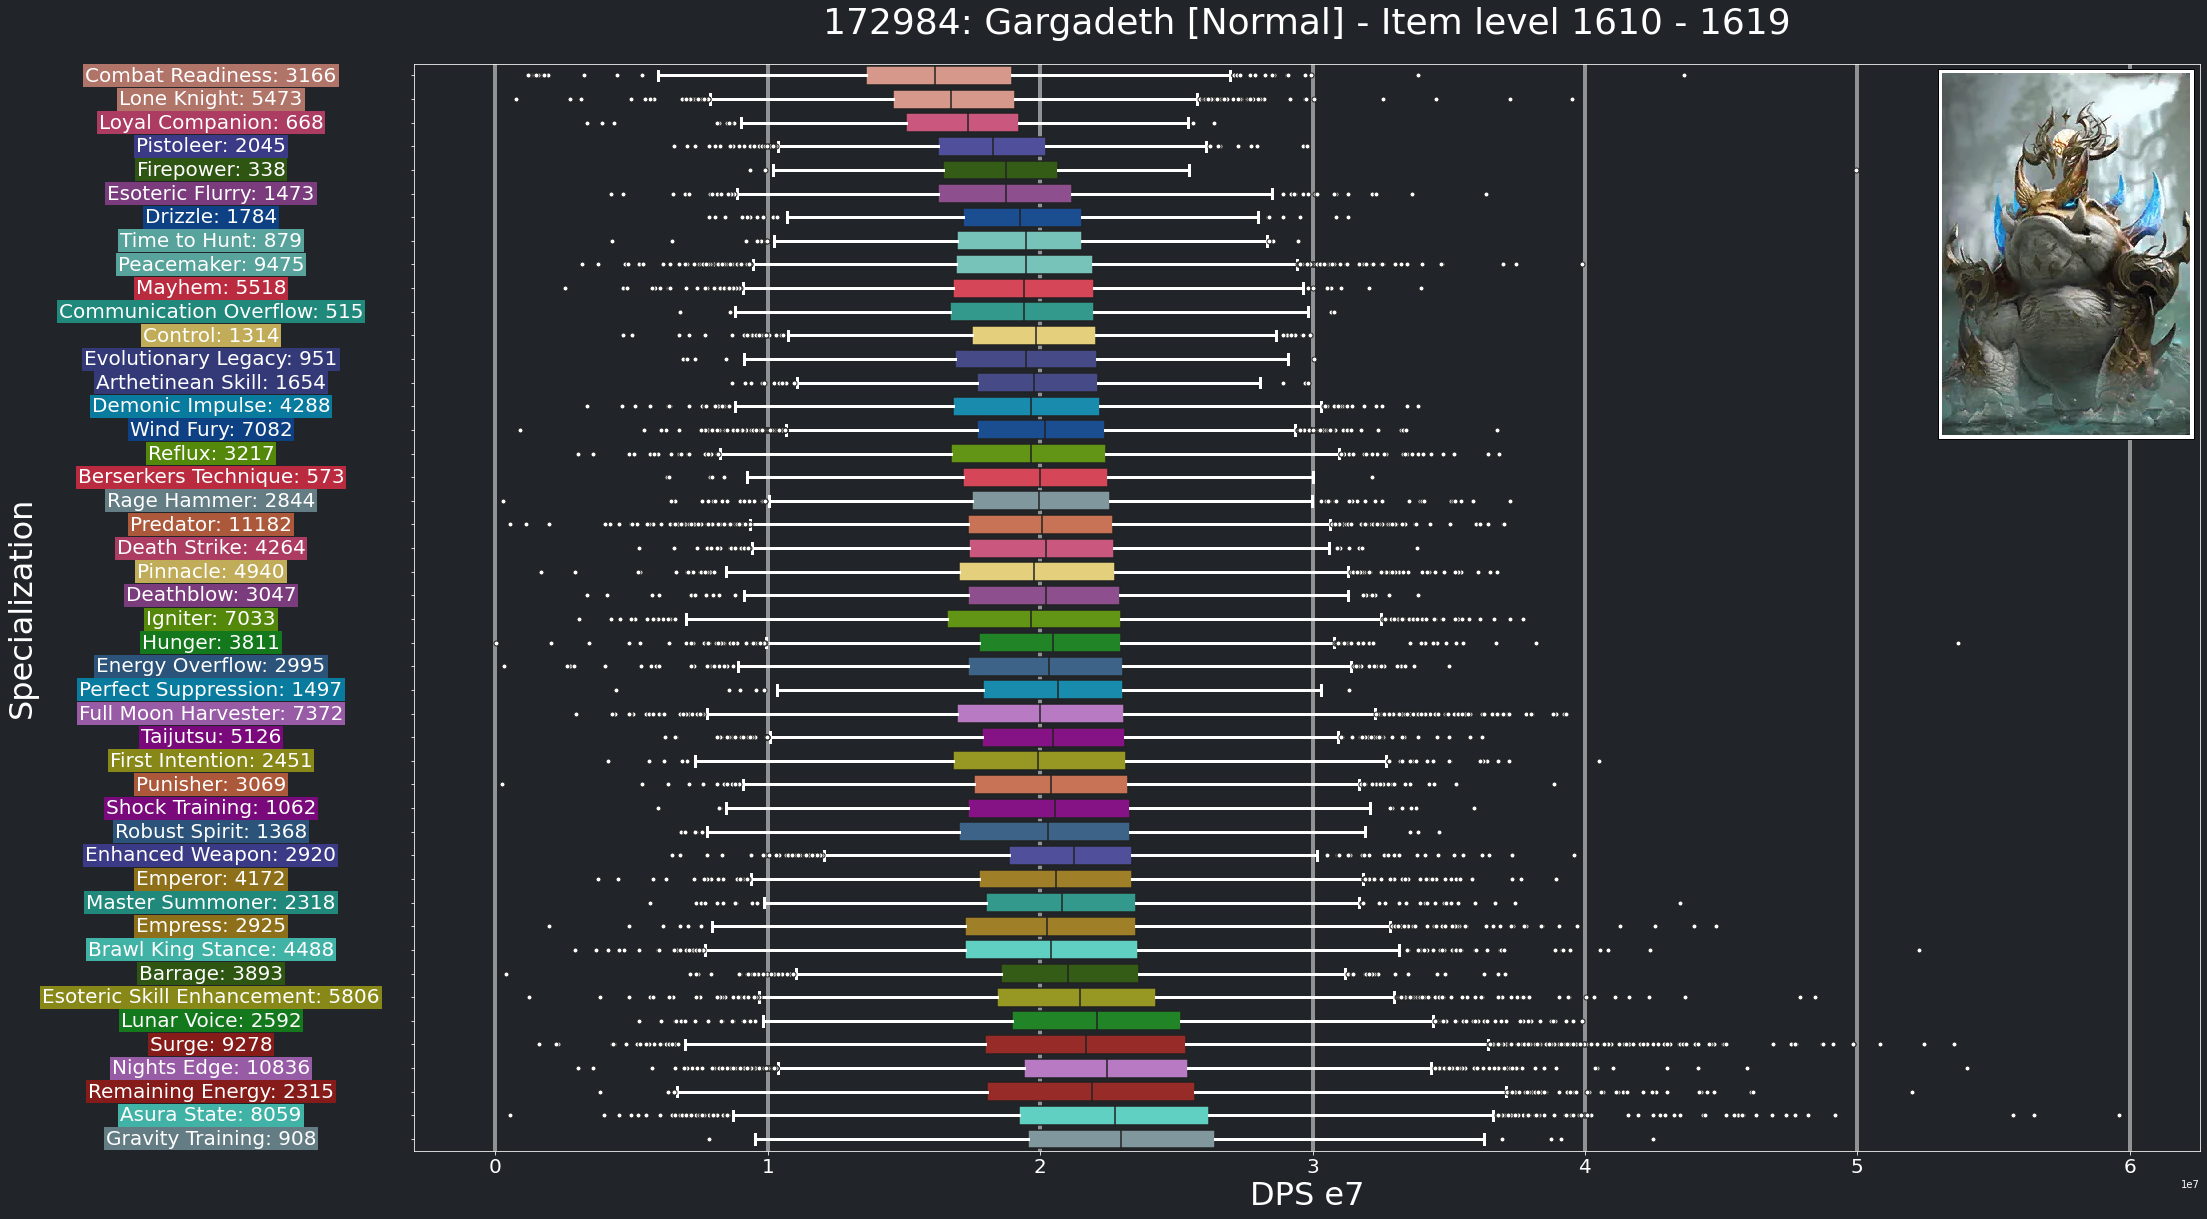 172984: Gargadeth [Normal] - Item level 1610 - 1619
Combat Readiness: 3166
Lone Knight: 5473
Loyal Companion: 668
Pistoleer: 2045
Firepower: 338
Esoteric Flurry: 1473
Drizzle: 1784
Time to Hunt: 879
Peacemaker: 9475
Mayhem: 5518
Communication Overflow: 515
Control: 1314
Evolutionary Legacy: 951
Arthetinean Skill: 1654
Demonic Impulse: 4288
Wind Fury: 7082
Reflux: 3217
Berserkers Technique: 573
Rage Hammer: 2844
Predator: 11182
Death Strike: 4264
Pinnacle: 4940
Deathblow: 3047
Igniter: 7033
Hunger: 3811
Energy Overflow: 2995
Perfect Suppression: 1497
Full Moon Harvester: 7372
Taijutsu: 5126
First Intention: 2451
Punisher: 3069
Shock Training: 1062
Robust Spirit: 1368
Enhanced Weapon: 2920
Emperor: 4172
Master Summoner: 2318
Empress: 2925
Brawl King Stance: 4488
Barrage: 3893
Esoteric Skill Enhancement: 5806
Lunar Voice: 2592
Surge: 9278
Nights Edge: 10836
Remaining Energy: 2315
Asura State: 8059
Gravity Training: 908
Specialization
0 1 2 3 4 5 6
DPS e7
1e7